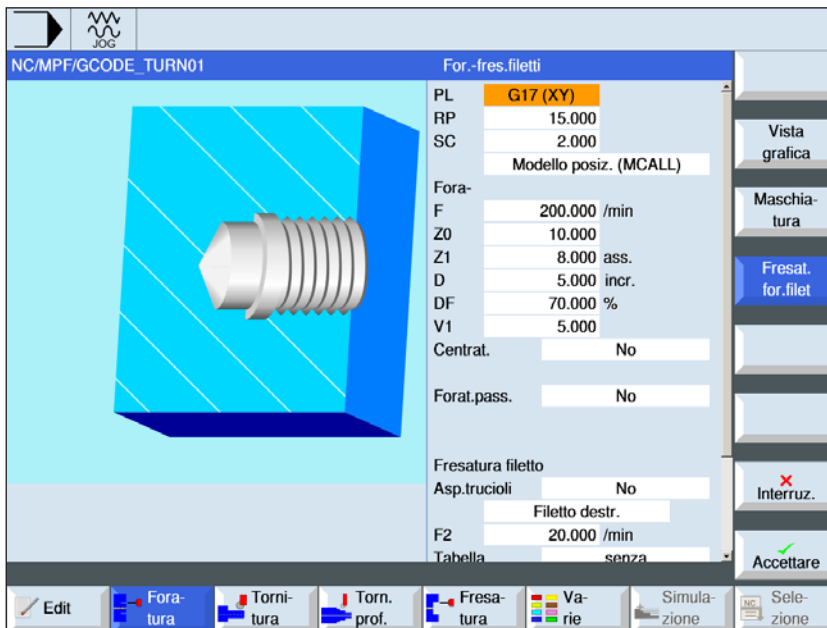 JOG
NC/MPF/GCODE_TURN01
For.-fres.filetti
PL G17 (XY)
RP 15.000
SC 2.000
Modello posiz. (MCALL)
Fora-
F 200.000 /min
Z0 10.000
Z1 8.000 ass.
D 5.000 incr.
DF 70.000 %
V1 5.000
Centrat. No
Forat.pass. No
Fresatura filetto
Asp.trucioli No
Filetto destr.
F2 20.000 /min
Tabella senza
Vista
grafica
Maschia-
tura
Fresat.
for.filet
Interruz.
Accettare
Edit
Fora-
tura
Torni-
tura
Torn.
prof.
Fresa-
tura
Va-
rie
Simula-
zione
NC
Sele-
zione